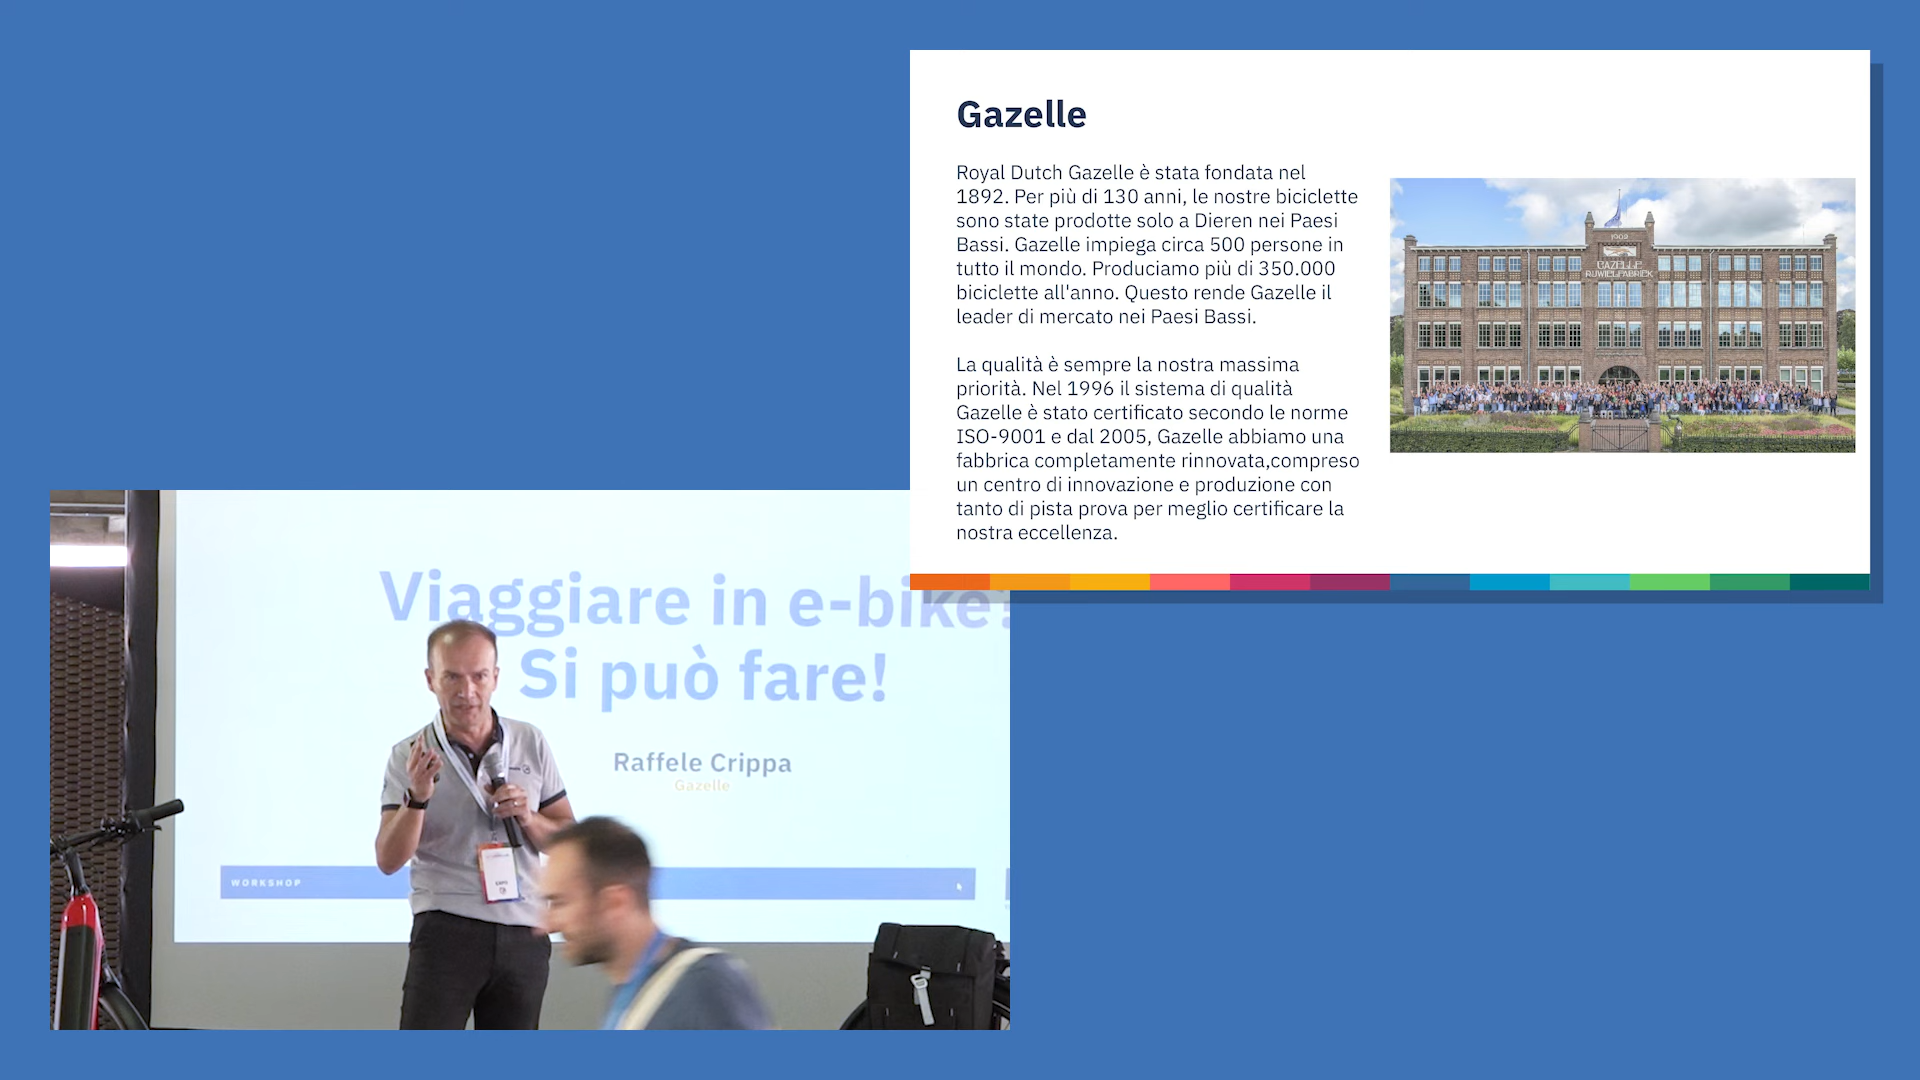 Gazelle
Royal Dutch Gazelle è stata fondata nel
1892. Per più di 130 anni, le nostre biciclette
sono state prodotte solo a Dieren nei Paesi
Bassi. Gazelle impiega circa 500 persone in
tutto il mondo. Produciamo più di 350.000
biciclette all'anno. Questo rende Gazelle il
leader di mercato nei Paesi Bassi.
La qualità è sempre la nostra massima
priorità. Nel 1996 il sistema di qualità
Gazelle è stato certificato secondo le norme
ISO-9001 e dal 2005, Gazelle abbiamo una
fabbrica completamente rinnovata,compreso
un centro di innovazione e produzione con
tanto di pista prova per meglio certificare la
nostra eccellenza.
1902
GAZELLE
RIJWIELFABRIEK
Viaggiare in e-bike?
Si può fare!
Raffele Crippa
Gazelle
WORKSHOP
EXPO